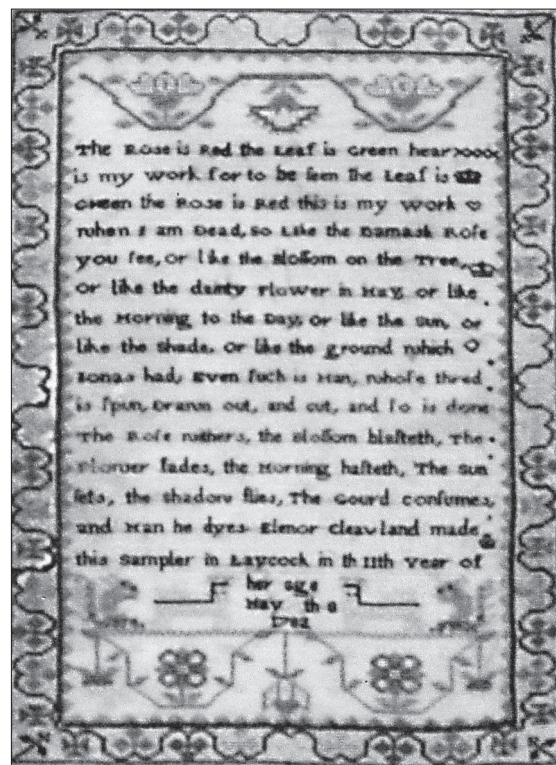 The Rose is Red the Leaf is Green hear
is my work for to be ſeen the Leaf is
Green the Rose is Red this is my work
when I am Dead, so Like the Damask Roſe
you ſee, or like the Bloſſom on the Tree,
or like the dainty Flower in May, or like
the Morning to the Day, or like the Sun, or
like the shade, or like the ground which
Jonas had, Even ſuch is Man, whoſe thred
is ſpun, Drawn out, and cut, and ſo is done
The Roſe withers, the Bloſſom blaſteth, The
Flower fades, the Morning haſteth, The Sun
ſets, the shadow flies, The Gourd conſumes,
and Man he dyes Elenor Cleavland made
this Sampler in Laycock in th 11th year of
her age
May th